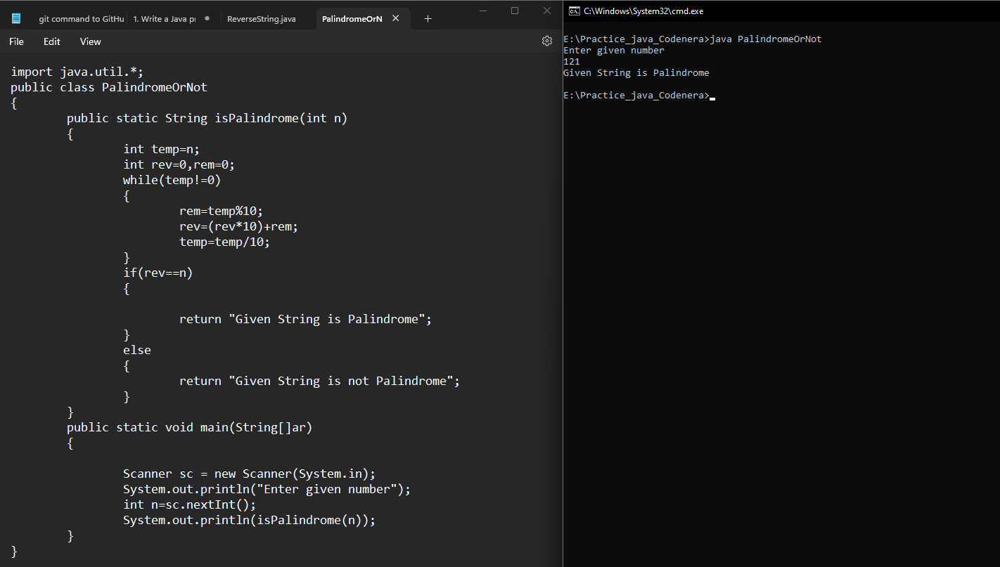 git command to GitHu
1. Write a Java pr
ReverseString.java
PalindromeOrN
File Edit View
import java.util.*;
public class PalindromeOrNot
{
public static String isPalindrome(int n)
{
int temp=n;
int rev=0,rem=0;
while(temp!=0)
{
rem=temp%10;
rev=(rev*10)+rem;
temp=temp/10;
}
if(rev==n)
{
return "Given String is Palindrome";
}
else
{
return "Given String is not Palindrome";
}
}
public static void main(String[]ar)
{
Scanner sc = new Scanner(System.in);
System.out.println("Enter given number");
int n=sc.nextInt();
System.out.println(isPalindrome(n));
}
}
C:\Windows\System32\cmd.exe
E:\Practice_java_Codenera>java PalindromeOrNot
Enter given number
121
Given String is Palindrome
E:\Practice_java_Codenera>